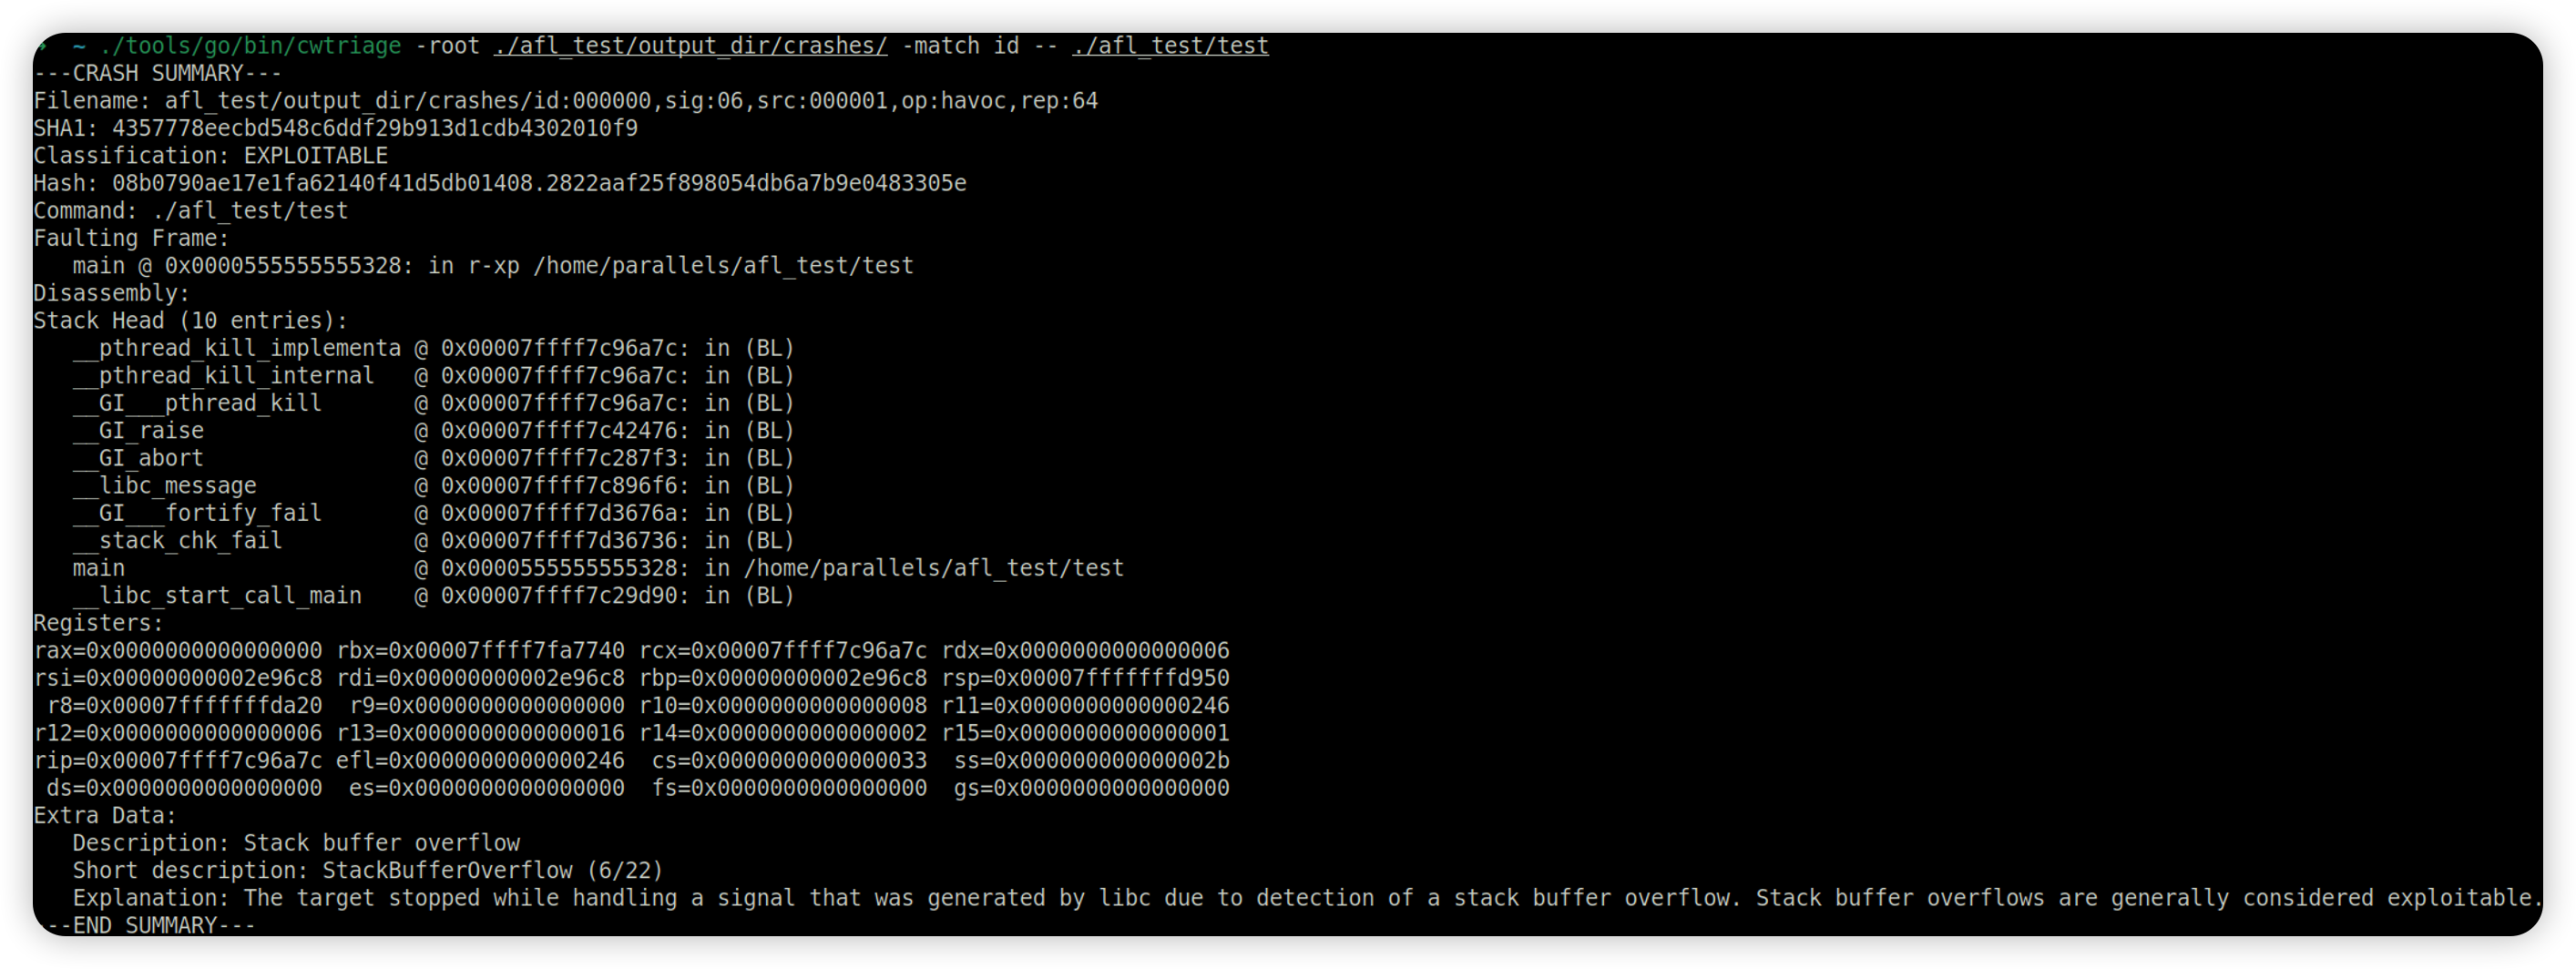 ~ ./tools/go/bin/cwtriage -root ./afl_test/output_dir/crashes/ -match id -- ./afl_test/test
---CRASH SUMMARY---
Filename: afl_test/output_dir/crashes/id:000000,sig:06,src:000001,op:havoc,rep:64
SHA1: 4357778eecbd548c6ddf29b913d1cdb4302010f9
Classification: EXPLOITABLE
Hash: 08b0790ae17e1fa62140f41d5db01408.2822aaf25f898054db6a7b9e0483305e
Command: ./afl_test/test
Faulting Frame:
   main @ 0x0000555555555328: in r-xp /home/parallels/afl_test/test
Disassembly:
Stack Head (10 entries):
   __pthread_kill_implementa @ 0x00007ffff7c96a7c: in (BL)
   __pthread_kill_internal   @ 0x00007ffff7c96a7c: in (BL)
   __GI___pthread_kill       @ 0x00007ffff7c96a7c: in (BL)
   __GI_raise                @ 0x00007ffff7c42476: in (BL)
   __GI_abort                @ 0x00007ffff7c287f3: in (BL)
   __libc_message            @ 0x00007ffff7c896f6: in (BL)
   __GI___fortify_fail       @ 0x00007ffff7d3676a: in (BL)
   __stack_chk_fail          @ 0x00007ffff7d36736: in (BL)
   main                      @ 0x0000555555555328: in /home/parallels/afl_test/test
   __libc_start_call_main    @ 0x00007ffff7c29d90: in (BL)
Registers:
rax=0x0000000000000000 rbx=0x00007ffff7fa7740 rcx=0x00007ffff7c96a7c rdx=0x0000000000000006
rsi=0x00000000002e96c8 rdi=0x00000000002e96c8 rbp=0x00000000002e96c8 rsp=0x00007fffffffd950
 r8=0x00007fffffffda20  r9=0x0000000000000000 r10=0x0000000000000008 r11=0x0000000000000246
r12=0x0000000000000006 r13=0x0000000000000016 r14=0x0000000000000002 r15=0x0000000000000001
rip=0x00007ffff7c96a7c efl=0x0000000000000246  cs=0x0000000000000033  ss=0x000000000000002b
 ds=0x0000000000000000  es=0x0000000000000000  fs=0x0000000000000000  gs=0x0000000000000000
Extra Data:
   Description: Stack buffer overflow
   Short description: StackBufferOverflow (6/22)
   Explanation: The target stopped while handling a signal that was generated by libc due to detection of a stack buffer overflow. Stack buffer overflows are generally considered exploitable.
---END SUMMARY---